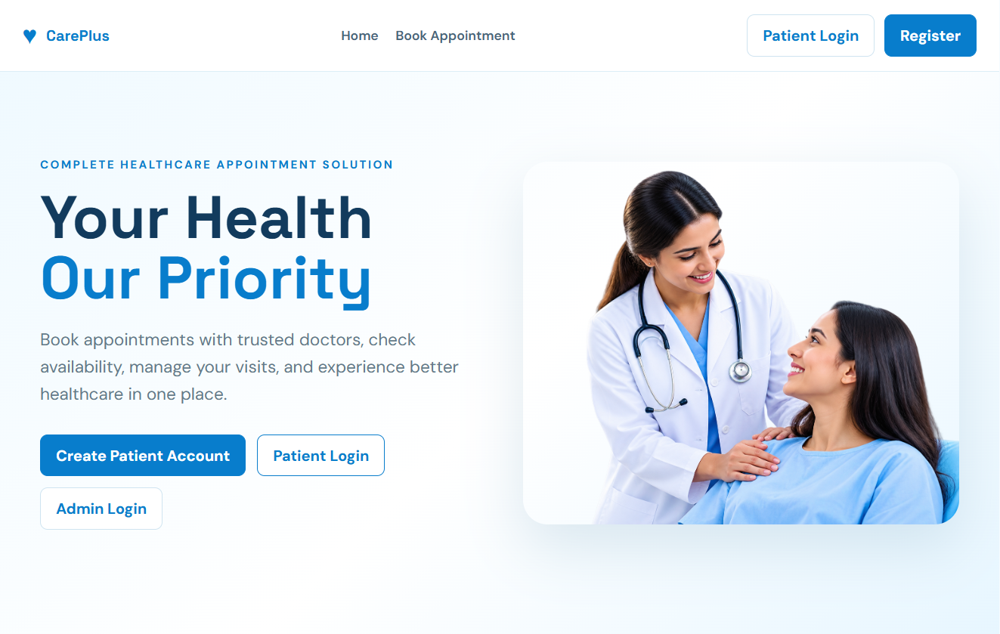 ♥ CarePlus
Home
Book Appointment
Patient Login
Register
COMPLETE HEALTHCARE APPOINTMENT SOLUTION
Your Health
Our Priority
Book appointments with trusted doctors, check
availability, manage your visits, and experience better
healthcare in one place.
Create Patient Account
Patient Login
Admin Login